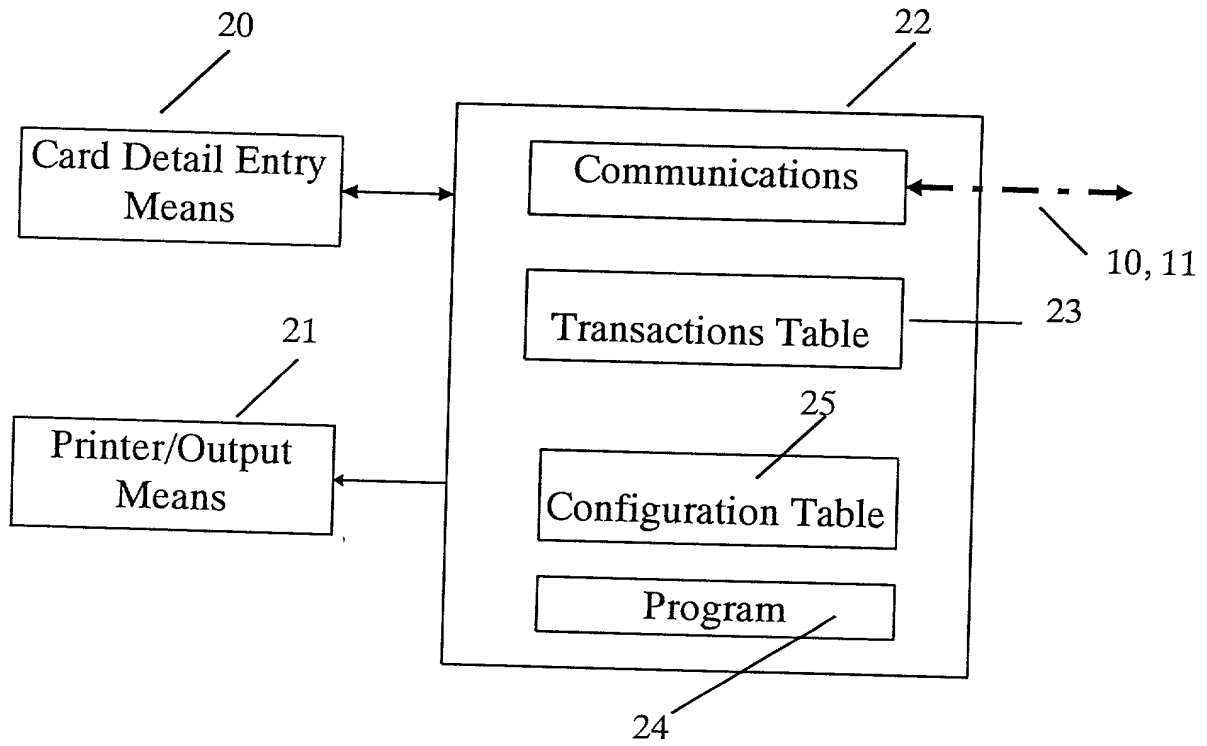 20
22
Card Detail Entry
Means
Communications
10, 11
Transactions Table
23
21
25
Printer/Output
Means
Configuration Table
Program
24